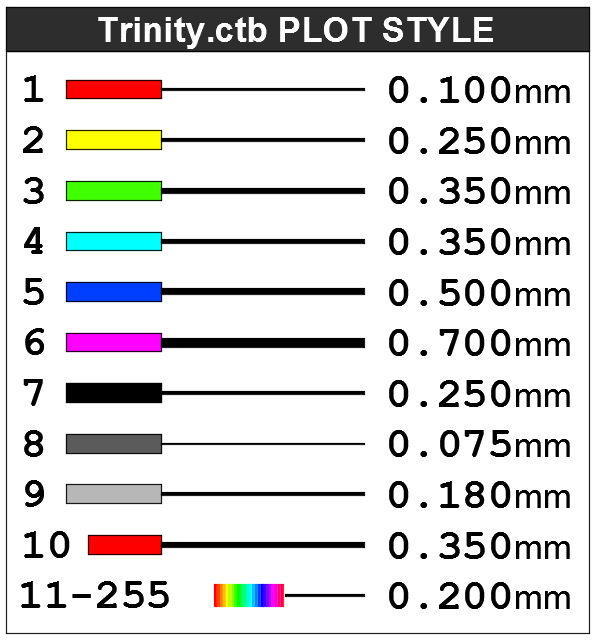 Trinity.ctb PLOT STYLE
1 0.100mm
2 0.250mm
3 0.350mm
4 0.350mm
5 0.500mm
6 0.700mm
7 0.250mm
8 0.075mm
9 0.180mm
10 0.350mm
11-255 0.200mm